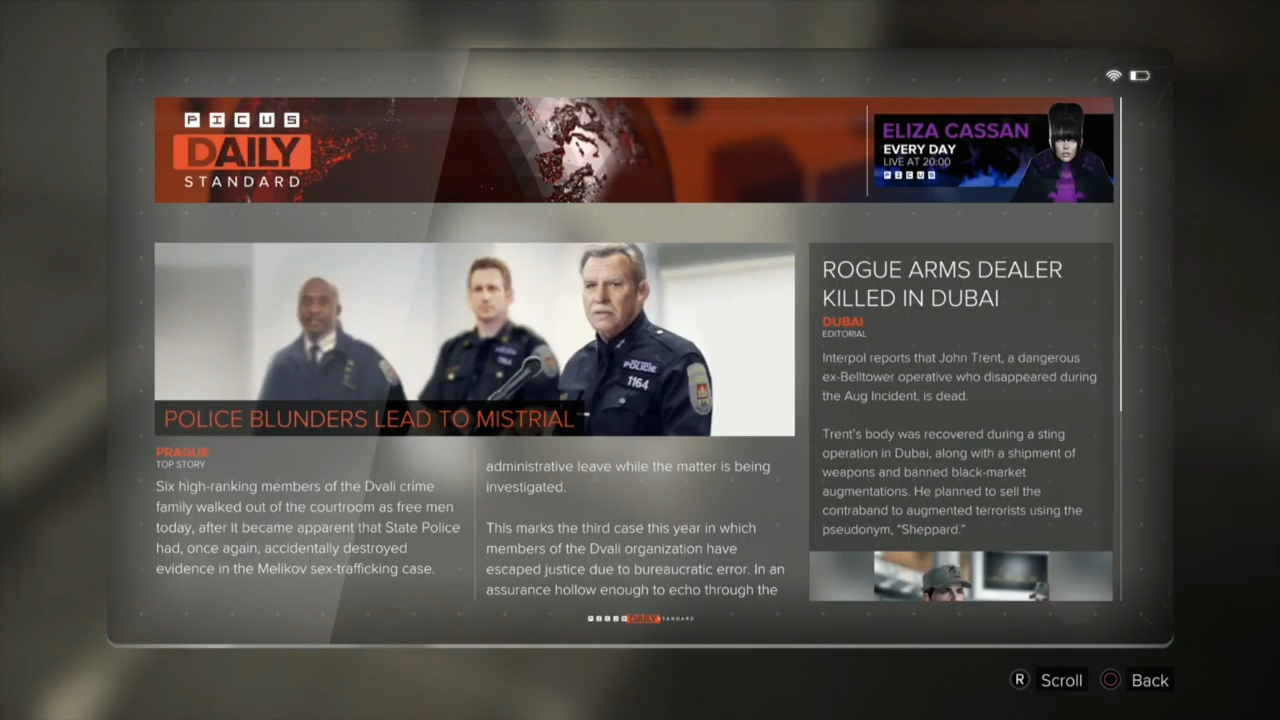 PICUS
DAILY
STANDARD
ELIZA CASSAN
EVERY DAY
LIVE AT 20:00
PICUS
POLICIE
1164
POLICE BLUNDERS LEAD TO MISTRIAL
PRAGUE
TOP STORY
Six high-ranking members of the Dvali crime
family walked out of the courtroom as free men
today, after it became apparent that State Police
had, once again, accidentally destroyed
evidence in the Melikov sex-trafficking case.
administrative leave while the matter is being
investigated.
This marks the third case this year in which
members of the Dvali organization have
escaped justice due to bureaucratic error. In an
assurance hollow enough to echo through the
ROGUE ARMS DEALER
KILLED IN DUBAI
DUBAI
EDITORIAL
Interpol reports that John Trent, a dangerous
ex-Belltower operative who disappeared during
the Aug Incident, is dead.
Trent's body was recovered during a sting
operation in Dubai, along with a shipment of
weapons and banned black-market
augmentations. He planned to sell the
contraband to augmented terrorists using the
pseudonym, “Sheppard.”
PICUS DAILY STANDARD
R Scroll Back